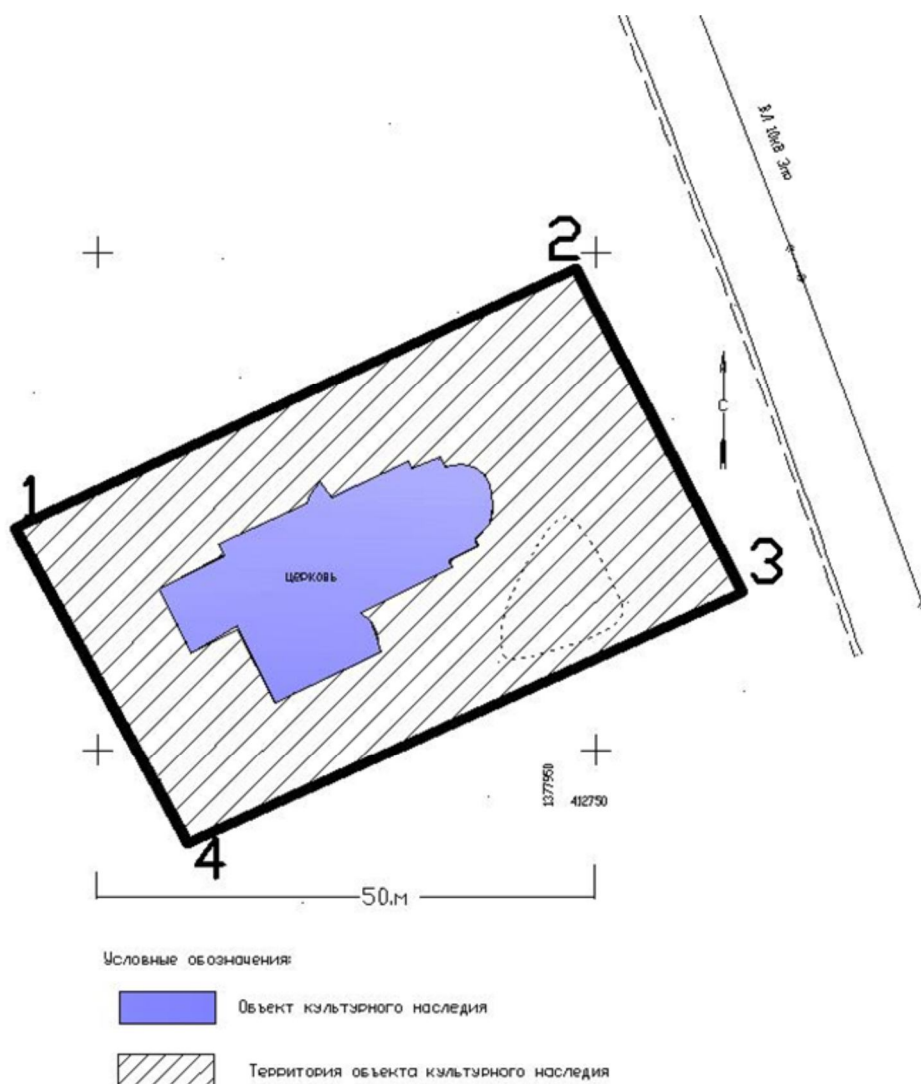 ВЛ 10кВ 3пр
2
С
1
3
церковь
1377950
412750
4
50.м
Условные обозначения:
Объект культурного наследия
Территория объекта культурного наследия